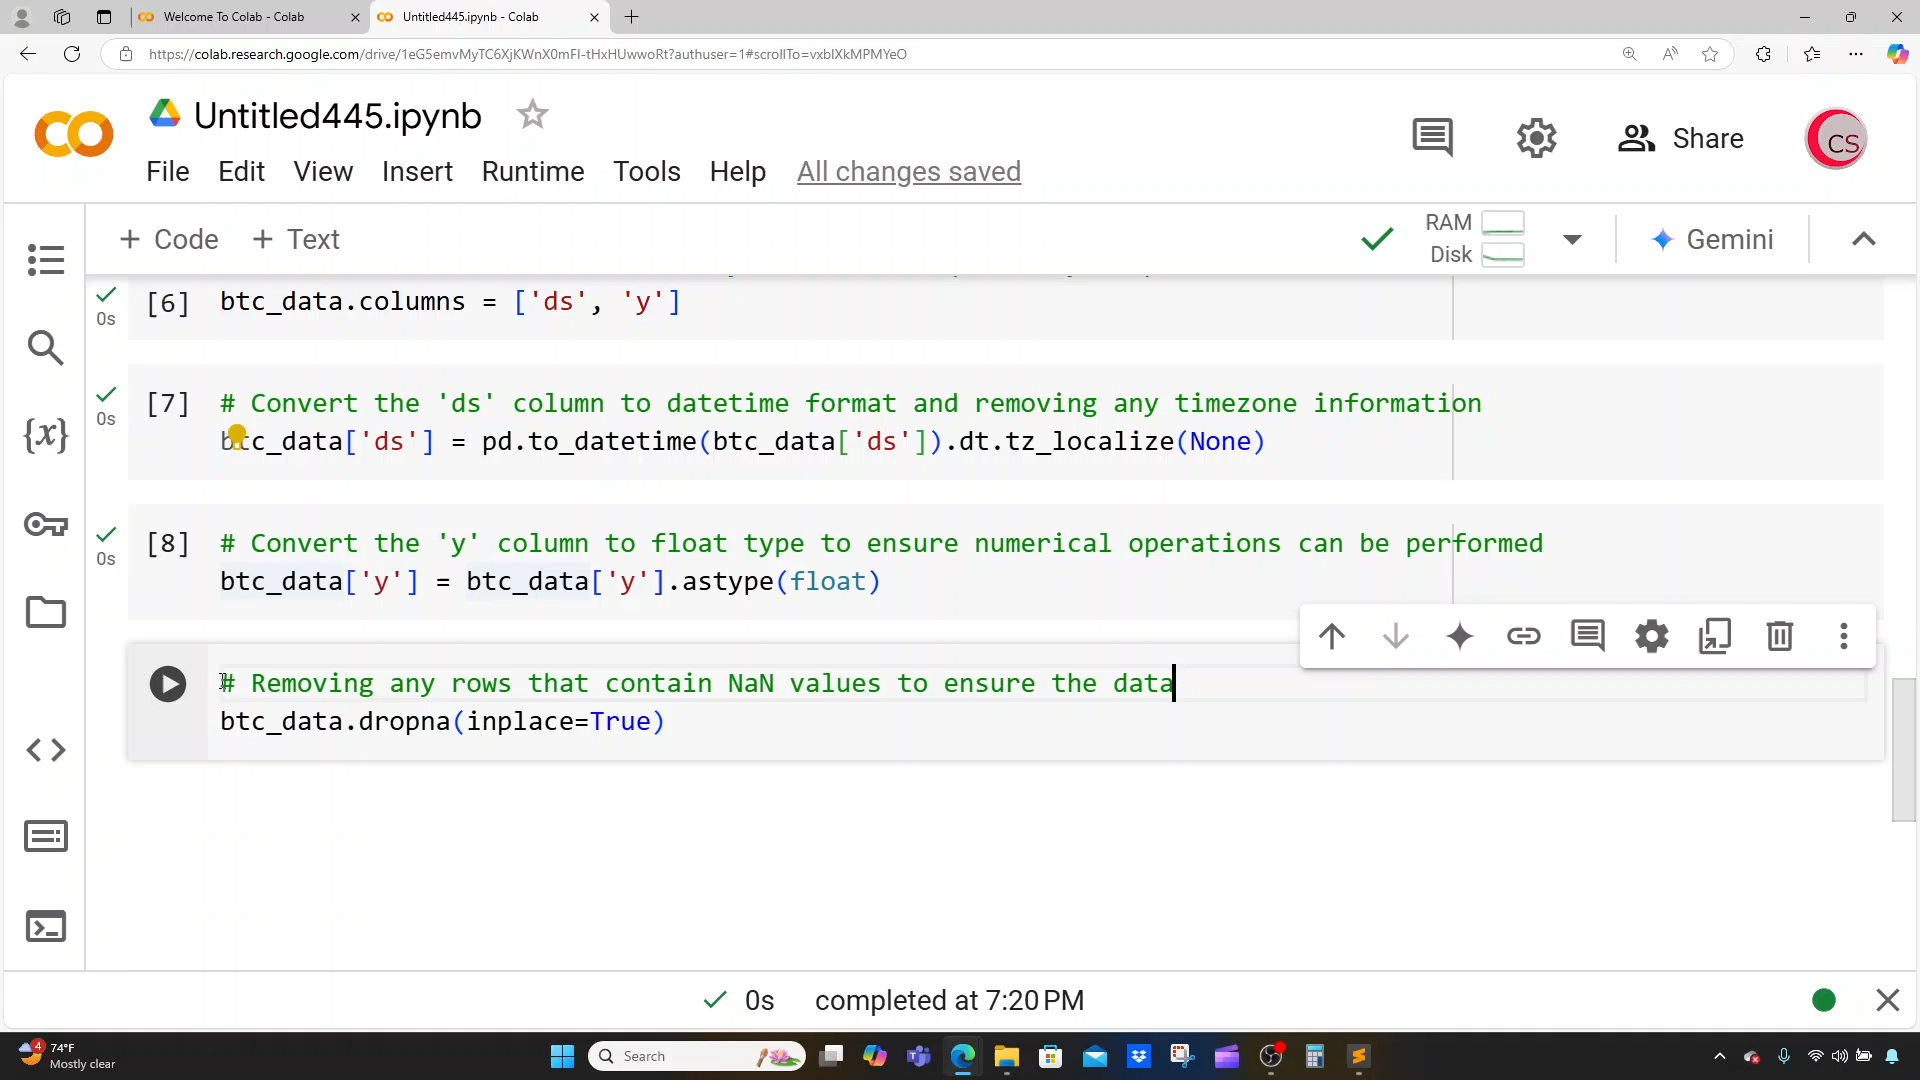 Welcome To Colab - Colab
Untitled445.ipynb - Colab
https://colab.research.google.com/drive/1eG5emvMyTC6XjKWnX0mFI-tHxHUwwoRt?authuser=1#scrollTo=vxbIXkMPMYeO
Untitled445.ipynb
Share
CS
File Edit View Insert Runtime Tools Help All changes saved
+ Code + Text
RAM
Disk
Gemini
[6] btc_data.columns = ['ds', 'y']
0s
[7] # Convert the 'ds' column to datetime format and removing any timezone information
0s
btc_data['ds'] = pd.to_datetime(btc_data['ds']).dt.tz_localize(None)
[8] # Convert the 'y' column to float type to ensure numerical operations can be performed
0s
btc_data['y'] = btc_data['y'].astype(float)
# Removing any rows that contain NaN values to ensure the data
btc_data.dropna(inplace=True)
0s completed at 7:20 PM
4
74°F
Mostly clear
Search